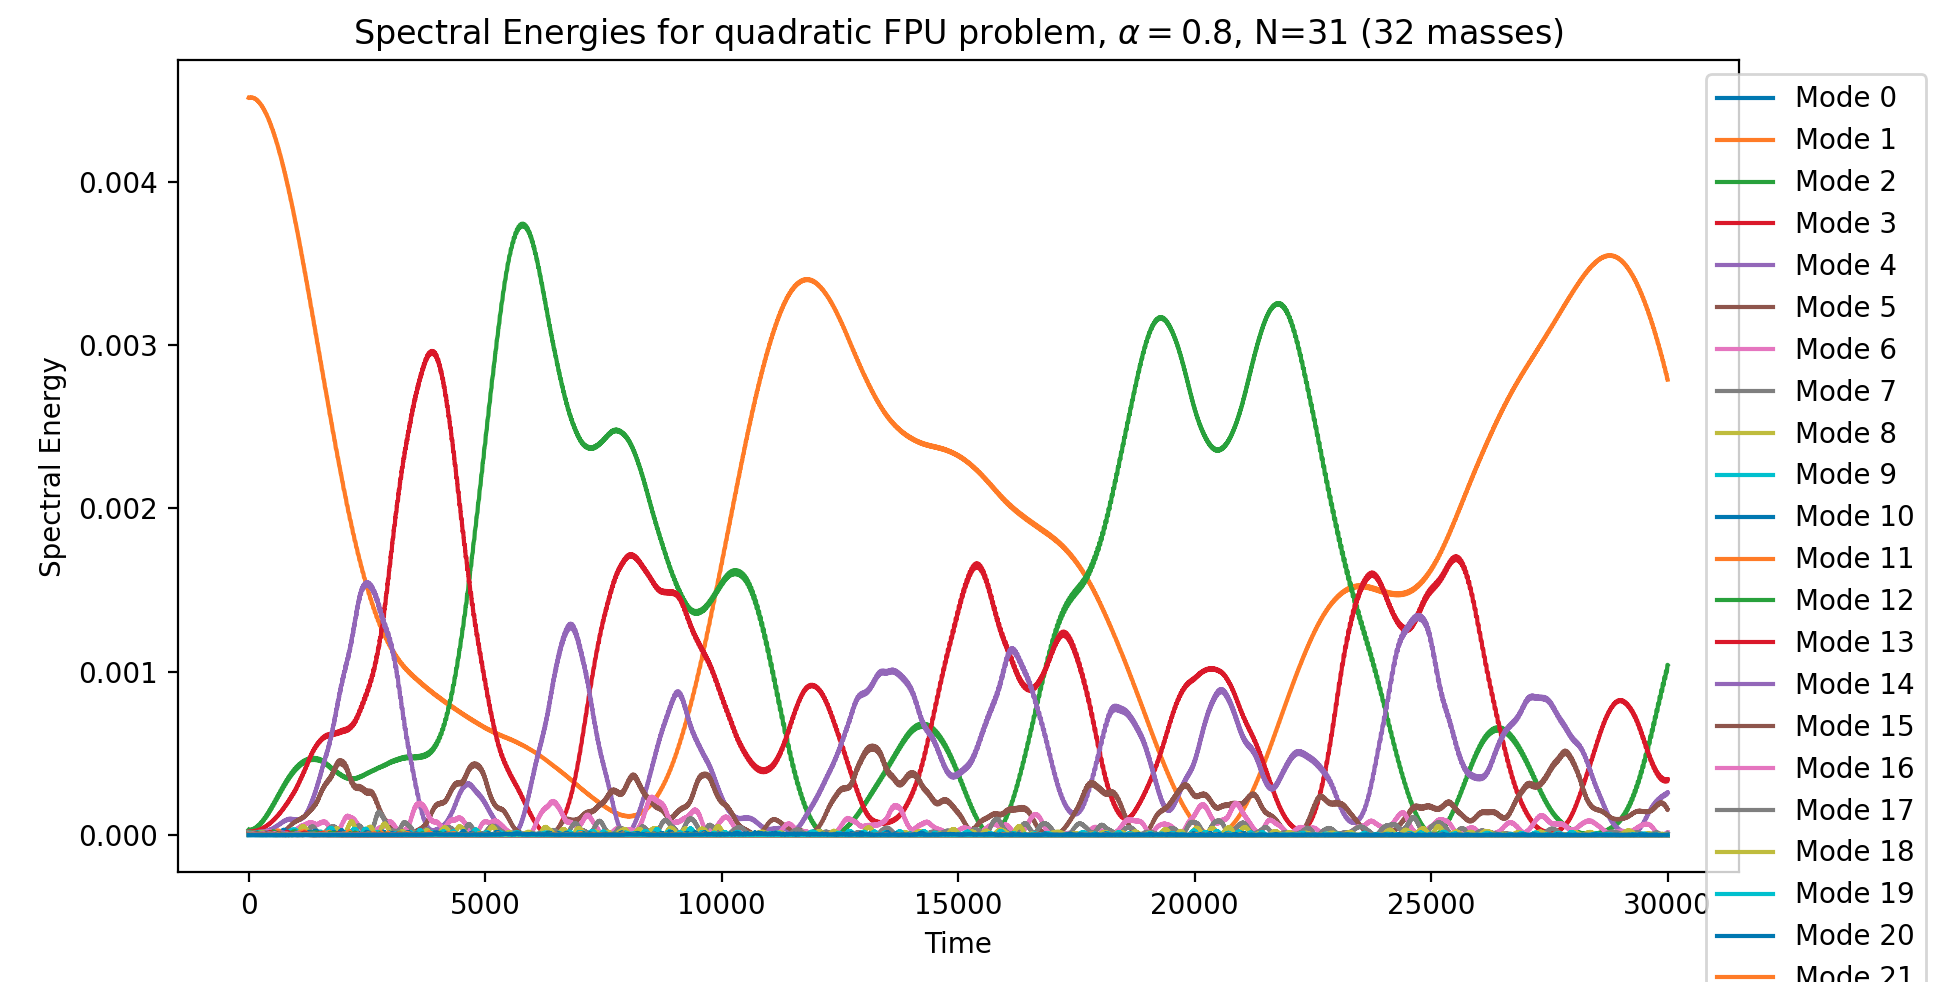 Spectral Energies for quadratic FPU problem, α = 0.8, N=31 (32 masses)
Spectral Energy
0.004
0.003
0.002
0.001
0.000
0 5000 10000 15000 20000 25000 30000
Time
Mode 0
Mode 1
Mode 2
Mode 3
Mode 4
Mode 5
Mode 6
Mode 7
Mode 8
Mode 9
Mode 10
Mode 11
Mode 12
Mode 13
Mode 14
Mode 15
Mode 16
Mode 17
Mode 18
Mode 19
Mode 20
Mode 21